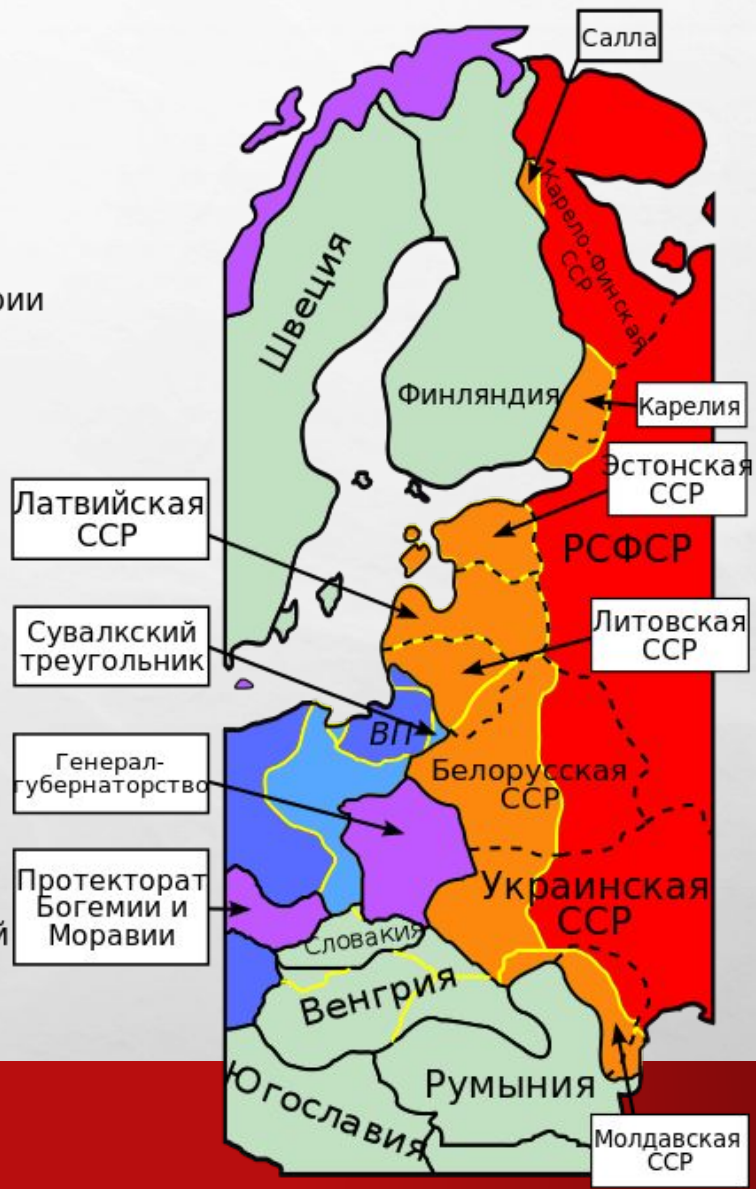 Салла
Карело-Финская
ССР
рии
Швеция
Финляндия
Карелия
Эстонская
ССР
Латвийская
ССР
РСФСР
Сувалкский
треугольник
Литовская
ССР
ВП
Генерал-
губернаторство
Белорусская
ССР
Протекторат
Богемии и
Моравии
Украинская
ССР
й
Словакия
Венгрия
Румыния
Югославия
Молдавская
ССР